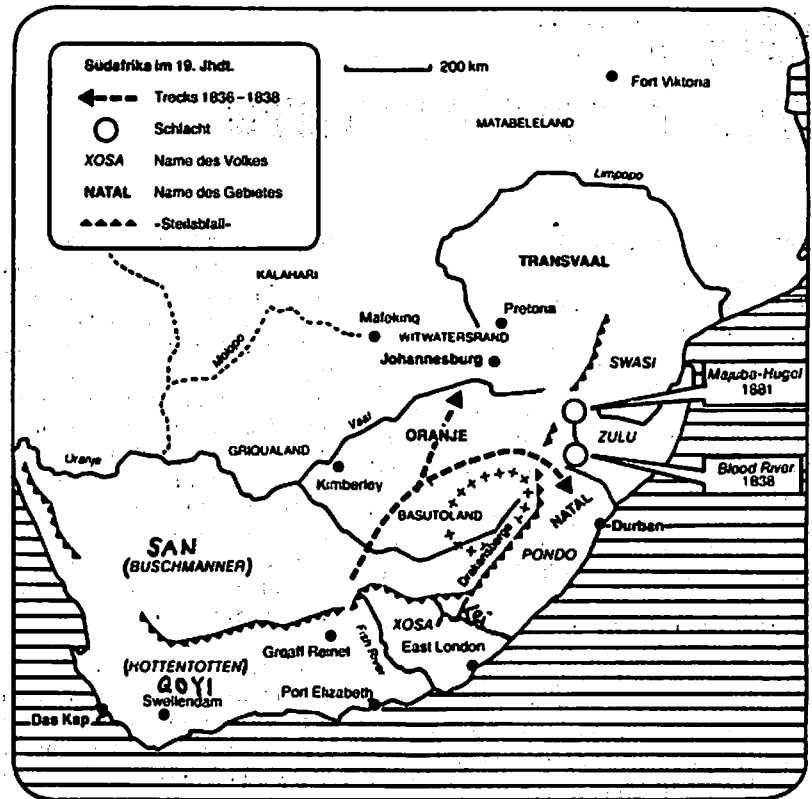 Südafrika im 19. Jhdt.
Trecks 1836-1838
Schlacht
XOSA Name des Volkes
NATAL Name des Gebietes
-Steilabfall-
200 km
Fort Viktoria
MATABELELAND
Limpopo
TRANSVAAL
KALAHARI
Pretoria
Mafeking
WITWATERSRAND
Molopo
Johannesburg
SWASI
Majuba-Hügel
1881
Vaal
ORANJE
ZULU
Oranje
GRIQUALAND
Kimberley
Blood River
1838
BASUTOLAND
NATAL
Durban
SAN
(BUSCHMANNER)
Drakensberge
PONDO
XOSA
Kei
Graaff Reinet
Fish River
(HOTTENTOTTEN)
QOYI
East London
Swellendam
Port Elizabeth
Das Kap